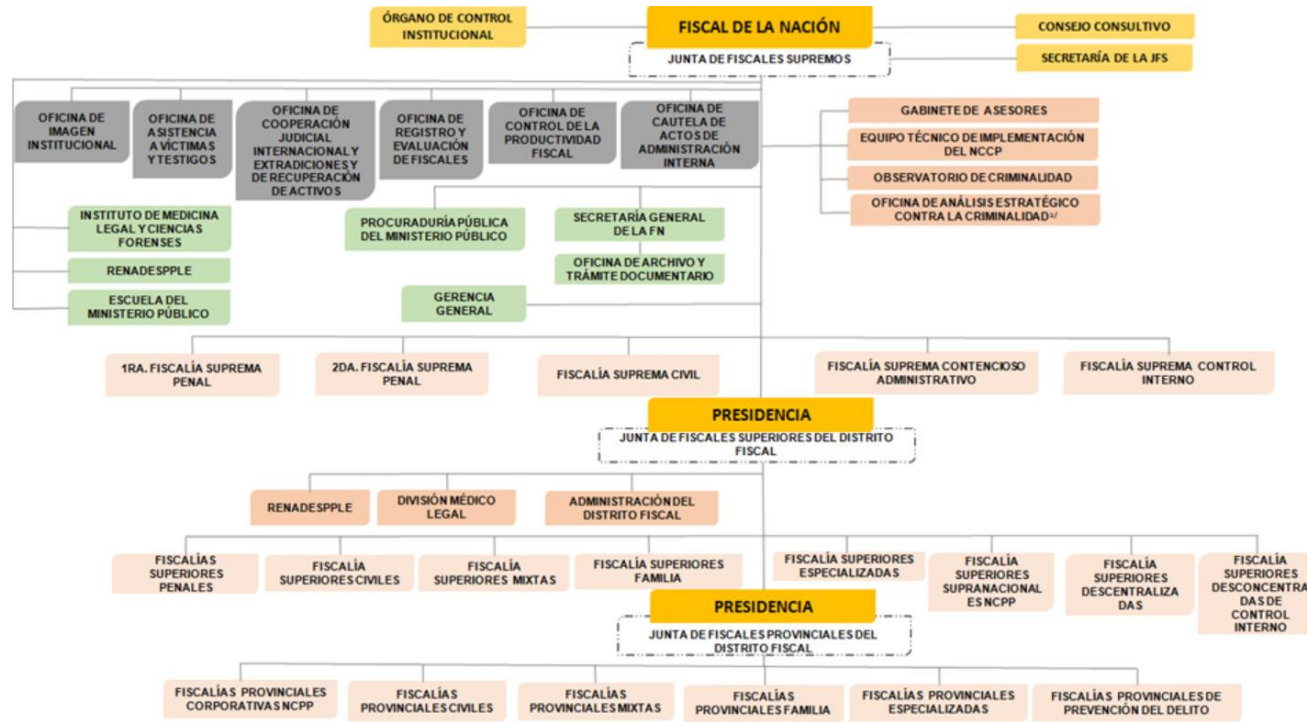 ÓRGANO DE CONTROL
INSTITUCIONAL
FISCAL DE LA NACIÓN
CONSEJO CONSULTIVO
JUNTA DE FISCALES SUPREMOS
SECRETARÍA DE LA JFS
OFICINA DE
IMAGEN
INSTITUCIONAL
OFICINA DE
ASISTENCIA
A VÍCTIMAS
Y TESTIGOS
OFICINA DE
COOPERACIÓN
JUDICIAL
INTERNACIONAL Y
EXTRADICIONES Y
DE RECUPERACIÓN
DE ACTIVOS
OFICINA DE
REGISTRO Y
EVALUACIÓN
DE FISCALES
OFICINA DE
CONTROL DE LA
PRODUCTIVIDAD
FISCAL
OFICINA DE
CAUTELA DE
ACTOS DE
ADMINISTRACIÓN
INTERNA
GABINETE DE ASESORES
EQUIPO TÉCNICO DE IMPLEMENTACIÓN
DEL NCCP
OBSERVATORIO DE CRIMINALIDAD
OFICINA DE ANÁLISIS ESTRATÉGICO
CONTRA LA CRIMINALIDAD¹/
INSTITUTO DE MEDICINA
LEGAL Y CIENCIAS
FORENSES
PROCURADURÍA PÚBLICA
DEL MINISTERIO PÚBLICO
SECRETARÍA GENERAL
DE LA FN
RENADESPPLE
OFICINA DE ARCHIVO Y
TRÁMITE DOCUMENTARIO
ESCUELA DEL
MINISTERIO PÚBLICO
GERENCIA
GENERAL
1RA. FISCALÍA SUPREMA
PENAL
2DA. FISCALÍA SUPREMA
PENAL
FISCALÍA SUPREMA CIVIL
FISCALÍA SUPREMA CONTENCIOSO
ADMINISTRATIVO
FISCALÍA SUPREMA CONTROL
INTERNO
PRESIDENCIA
JUNTA DE FISCALES SUPERIORES DEL DISTRITO
FISCAL
RENADESPPLE
DIVISIÓN MÉDICO
LEGAL
ADMINISTRACIÓN DEL
DISTRITO FISCAL
FISCALÍAS
SUPERIORES
PENALES
FISCALÍA
SUPERIORES CIVILES
FISCALÍA
SUPERIORES MIXTAS
FISCALÍA SUPERIORES
FAMILIA
FISCALÍA SUPERIORES
ESPECIALIZADAS
FISCALÍA
SUPERIORES
SUPRANACIONAL
ES NCPP
FISCALÍA
SUPERIORES
DESCENTRALIZA
DAS
FISCALÍA
SUPERIORES
DESCONCENTRA
DAS DE
CONTROL
INTERNO
PRESIDENCIA
JUNTA DE FISCALES PROVINCIALES DEL
DISTRITO FISCAL
FISCALÍAS PROVINCIALES
CORPORATIVAS NCPP
FISCALÍAS
PROVINCIALES CIVILES
FISCALÍAS
PROVINCIALES MIXTAS
FISCALÍAS
PROVINCIALES FAMILIA
FISCALÍAS PROVINCIALES
ESPECIALIZADAS
FISCALÍAS PROVINCIALES DE
PREVENCIÓN DEL DELITO